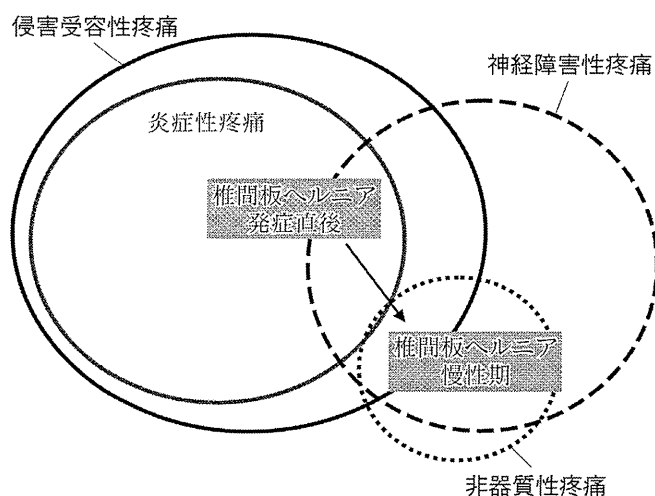 侵害受容性疼痛
神経障害性疼痛
炎症性疼痛
椎間板ヘルニア
発症直後
椎間板ヘルニア
慢性期
非器質性疼痛